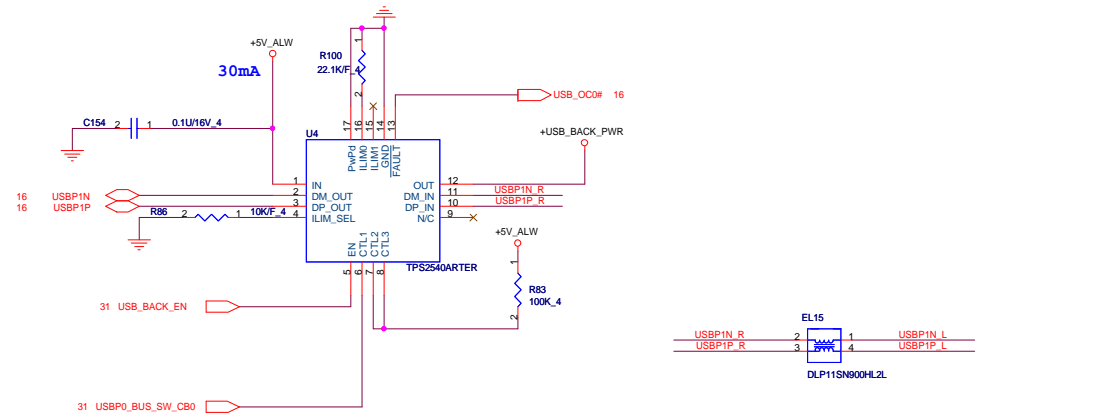 +5V_ALW
30mA
R100
22.1K/F_4
1
2
USB_OC0# 16
+USB_BACK_PWR
C154 2 1 0.1U/16V_4
U4
17 16 15 14 13
PwPd ILIM0 ILIM1 GND FAULT
1 IN
2 DM_OUT
3 DP_OUT
4 ILIM_SEL
OUT 12
DM_IN 11 USBP1N_R
DP_IN 10 USBP1P_R
N/C 9
16 USBP1N
16 USBP1P
R86 2 1 10K/F_4
EN CTL1 CTL2 CTL3
5 6 7 8
TPS2540ARTER
+5V_ALW
1
R83
100K_4
2
31 USB_BACK_EN
31 USBP0_BUS_SW_CB0
EL15
USBP1N_R 2 1 USBP1N_L
USBP1P_R 3 4 USBP1P_L
DLP11SN900HL2L